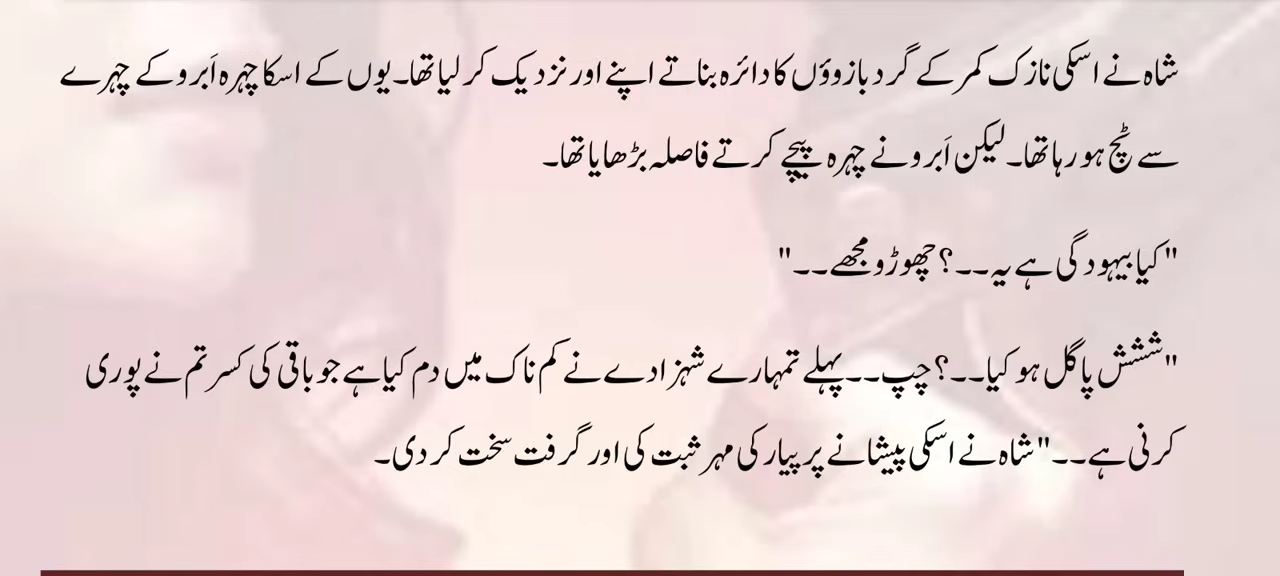 شاہ نے اسکی نازک کمر کے گرد بازوؤں کا دائرہ بناتے اپنے اور نزدیک کر لیا تھا۔ یوں کے اسکا چہرہ اَبرو کے چہرے
سے ٹچ ہو رہا تھا۔ لیکن اَبرو نے چہرہ پیچے کرتے فاصلہ بڑھایا تھا۔
"کیا بیہودگی ہے یہ۔۔؟ چھوڑو مجھے۔۔"
"ششش پاگل ہو کیا۔۔؟ چپ۔۔ پہلے تمہارے شہزادے نے کم ناک میں دم کیا ہے جو باقی کی کسر تم نے پوری
کرنی ہے۔۔" شاہ نے اسکی پیشانے پر پیار کی مہر ثبت کی اور گرفت سخت کر دی۔